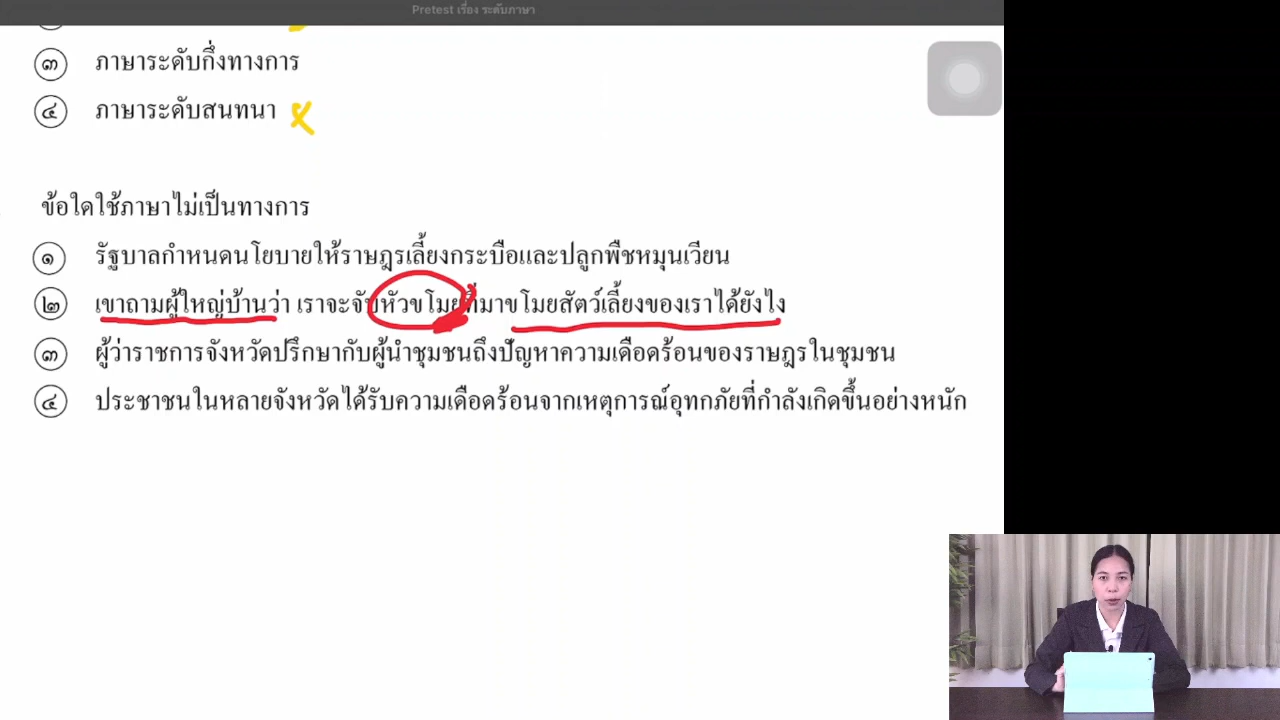 Pretest เรื่อง ระดับภาษา
๓ ภาษาระดับกึ่งทางการ
๔ ภาษาระดับสนทนา
ข้อใดใช้ภาษาไม่เป็นทางการ
๑ รัฐบาลกำหนดนโยบายให้ราษฎรเลี้ยงกระบือและปลูกพืชหมุนเวียน
๒ เขาถามผู้ใหญ่บ้านว่า เราจะจับหัวขโมยที่มาขโมยสัตว์เลี้ยงของเราได้ยังไง
๓ ผู้ว่าราชการจังหวัดปรึกษากับผู้นำชุมชนถึงปัญหาความเดือดร้อนของราษฎรในชุมชน
๔ ประชาชนในหลายจังหวัดได้รับความเดือดร้อนจากเหตุการณ์อุทกภัยที่กำลังเกิดขึ้นอย่างหนัก